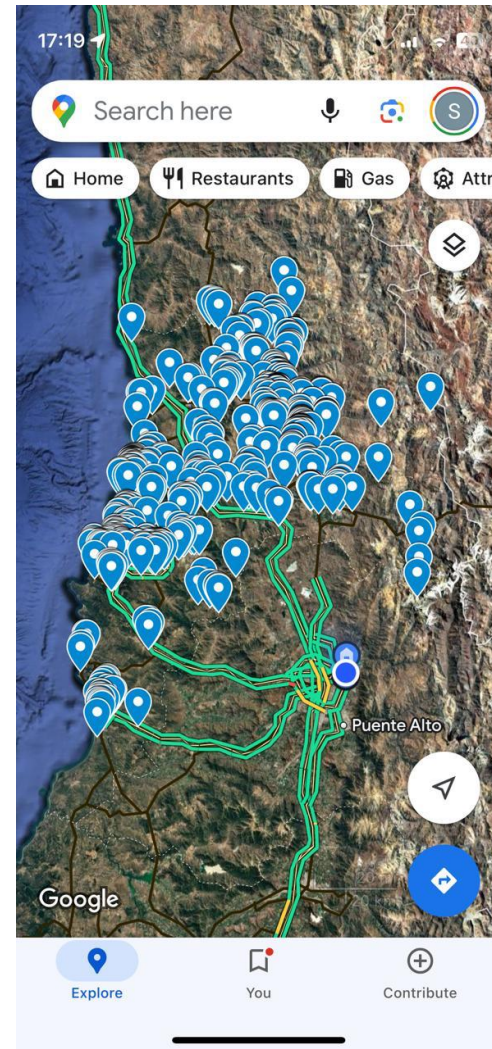 17:19
Search here
S
Home
Restaurants
Gas
Attr
Puente Alto
Google
Explore
You
Contribute